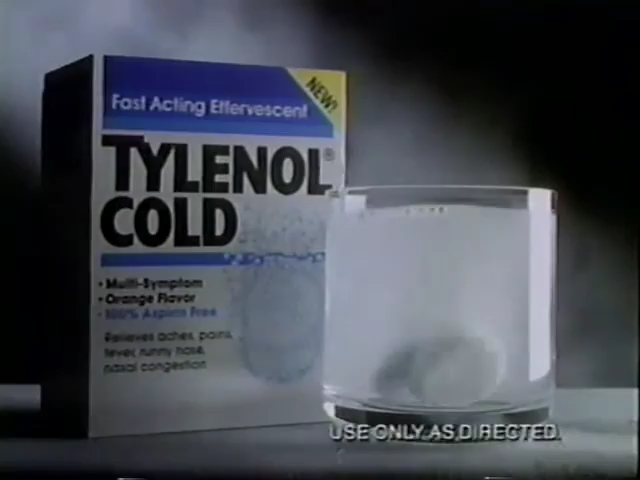 Fast Acting Effervescent
NEW!
TYLENOL®
COLD
• Multi-Symptom
• Orange Flavor
• 100% Aspirin Free
Relieves aches, pains,
fever, runny nose,
nasal congestion
USE ONLY AS DIRECTED.